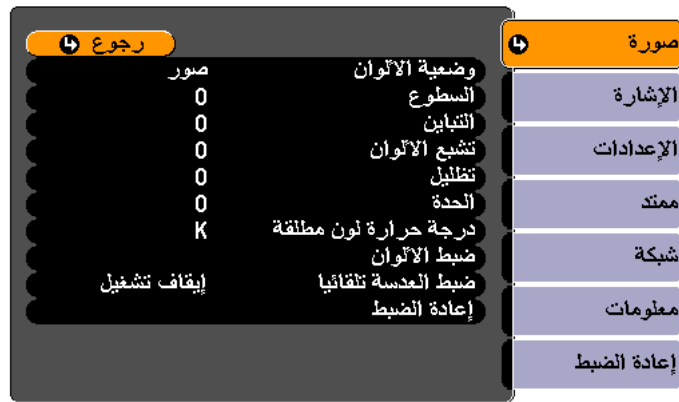 صورة
الإشارة
الإعدادات
ممتد
شبكة
معلومات
إعادة الضبط
رجوع
وضعية الألوان صور
السطوع 0
التباين 0
تشبع الألوان 0
تظليل 0
الحدة 0
درجة حرارة لون مطلقة K
ضبط الألوان
ضبط العدسة تلقائيا إيقاف تشغيل
إعادة الضبط